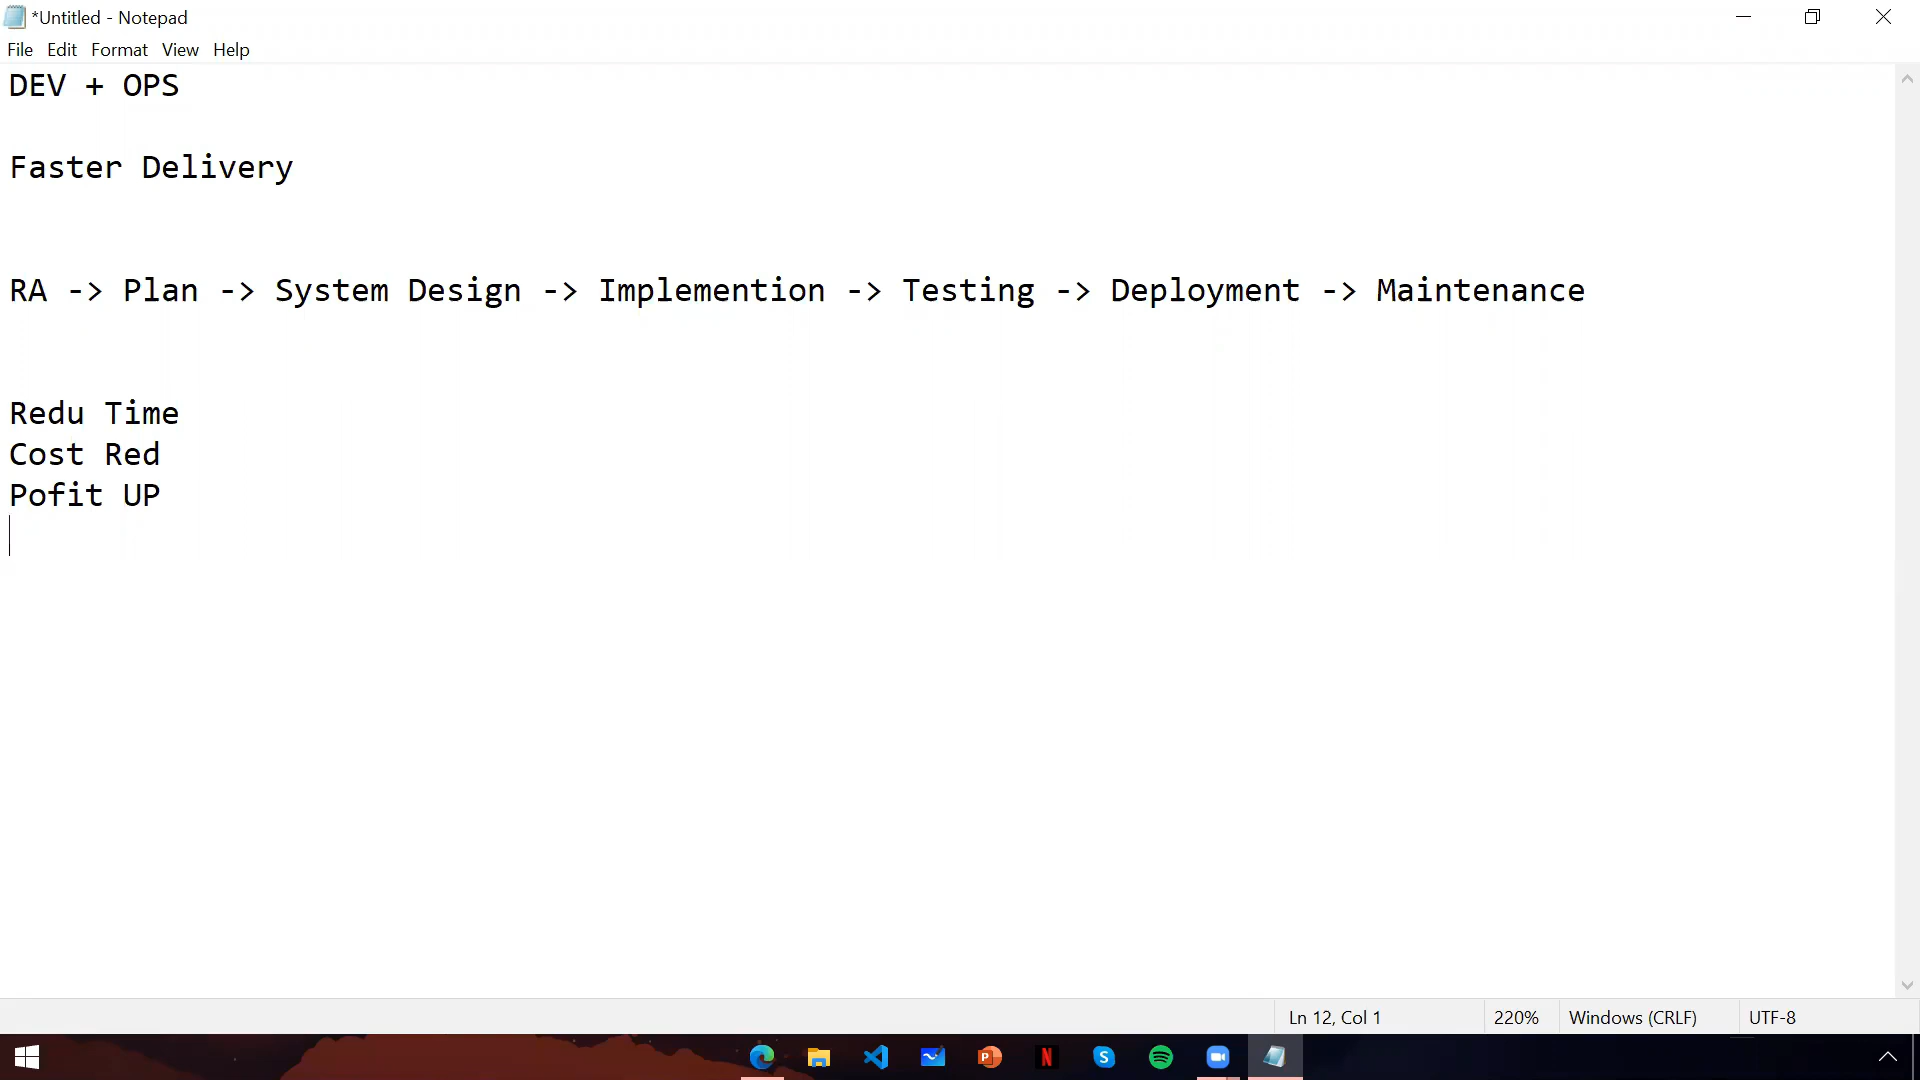 *Untitled - Notepad
File Edit Format View Help
DEV + OPS
Faster Delivery
RA -> Plan -> System Design -> Implemention -> Testing -> Deployment -> Maintenance
Redu Time
Cost Red
Pofit UP
Ln 12, Col 1 220% Windows (CRLF) UTF-8